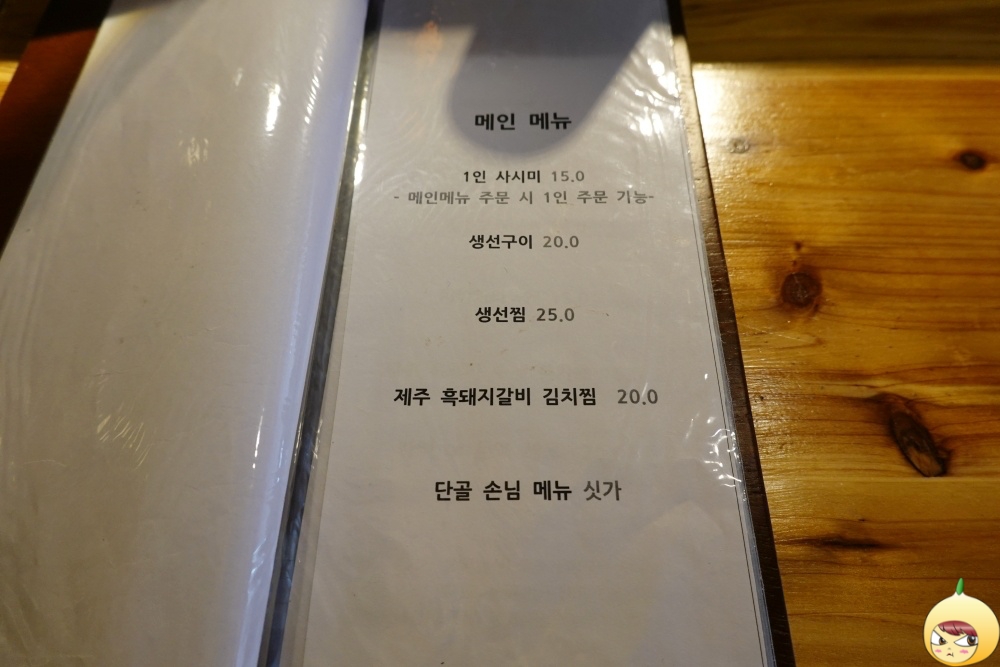 메인 메뉴
1인 사시미 15.0
- 메인메뉴 주문 시 1인 주문 기능-
생선구이 20.0
생선찜 25.0
제주 흑돼지갈비 김치찜 20.0
단골 손님 메뉴 싯가